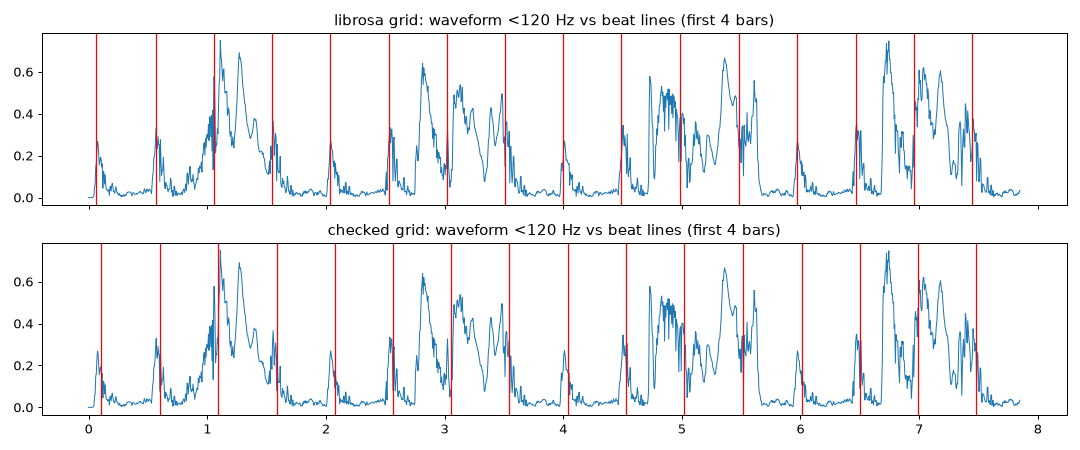 librosa grid: waveform <120 Hz vs beat lines (first 4 bars)
0.6
0.4
0.2
0.0
checked grid: waveform <120 Hz vs beat lines (first 4 bars)
0.6
0.4
0.2
0.0
0 1 2 3 4 5 6 7 8